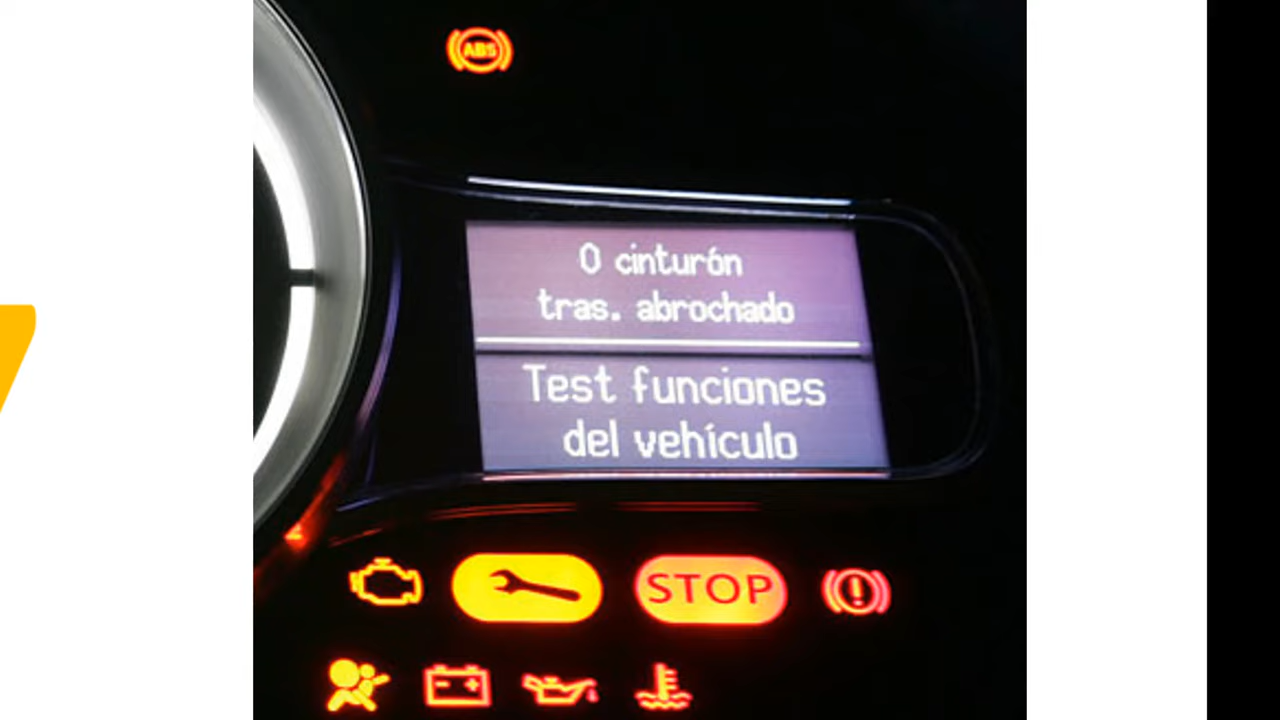 ABS
0 cinturón
tras. abrochado
Test funciones
del vehículo
STOP